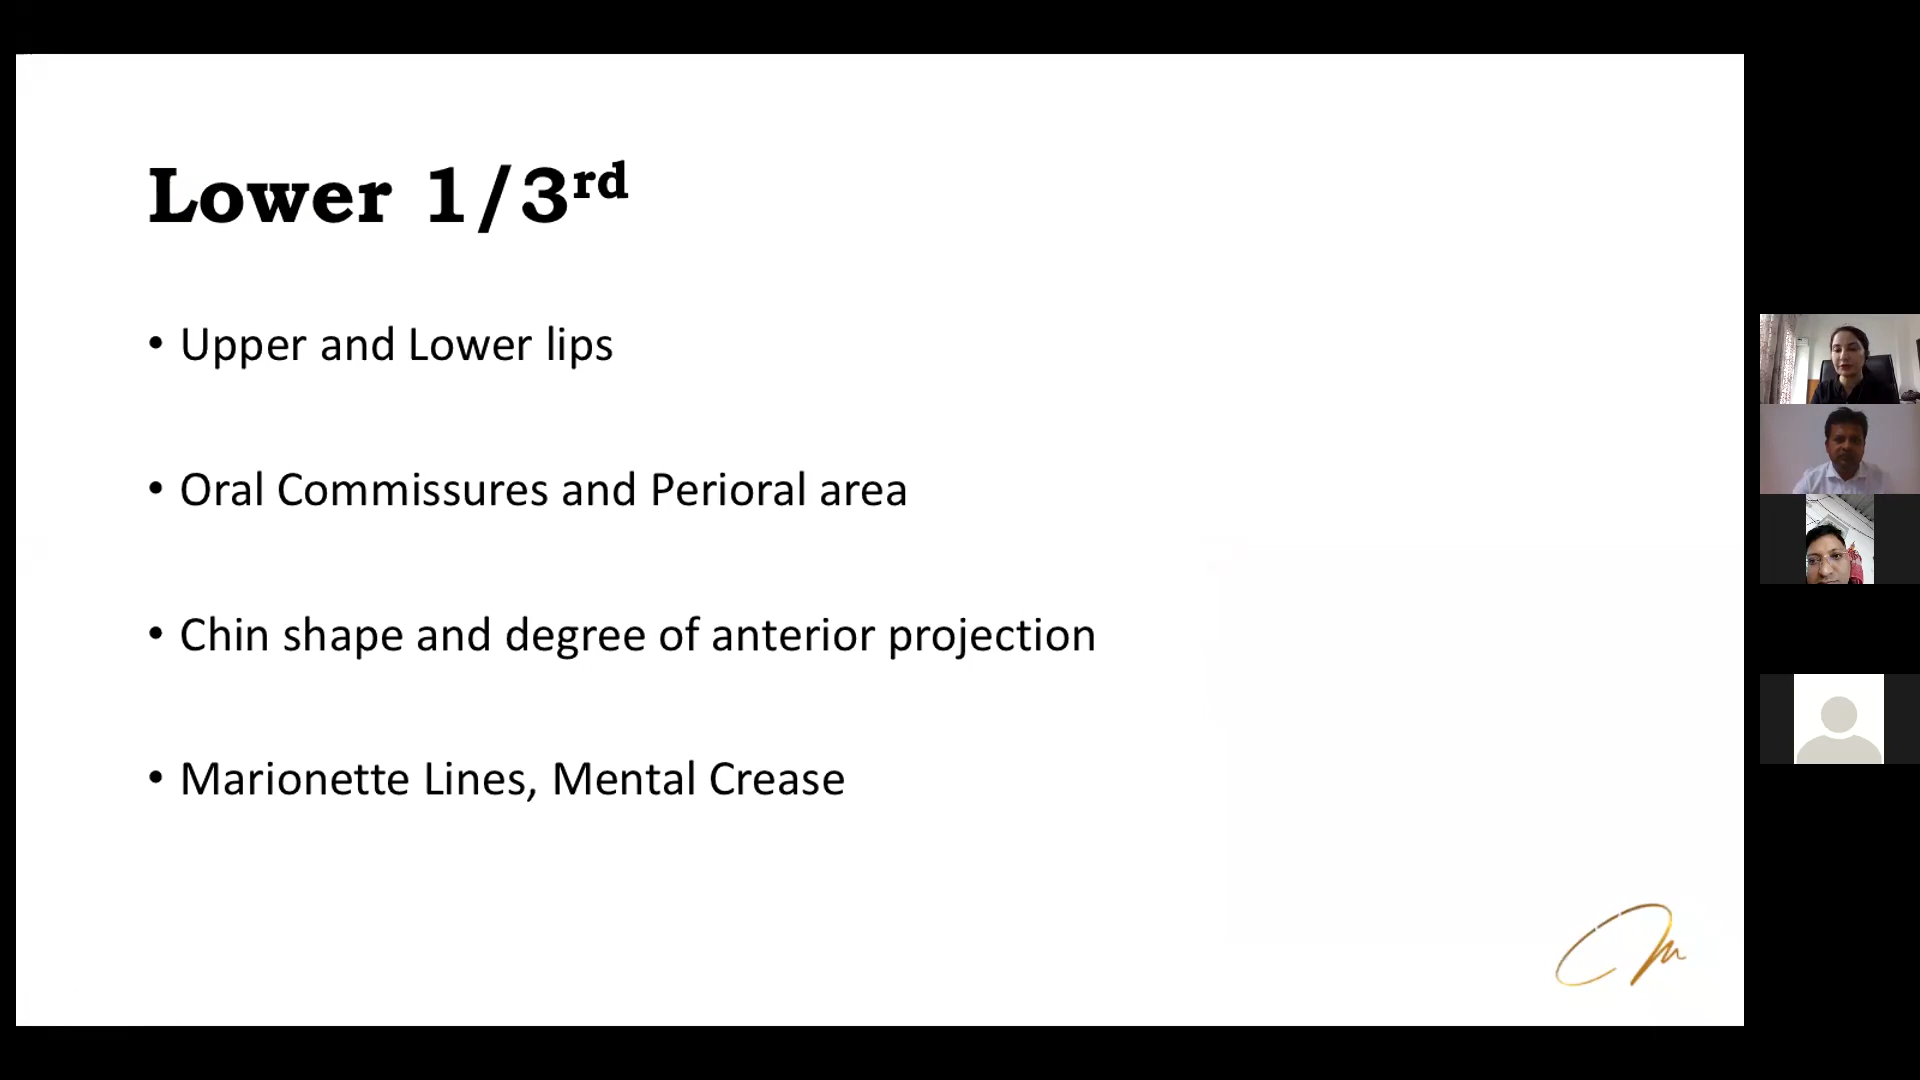 Lower 1/3rd
• Upper and Lower lips
• Oral Commissures and Perioral area
• Chin shape and degree of anterior projection
• Marionette Lines, Mental Crease